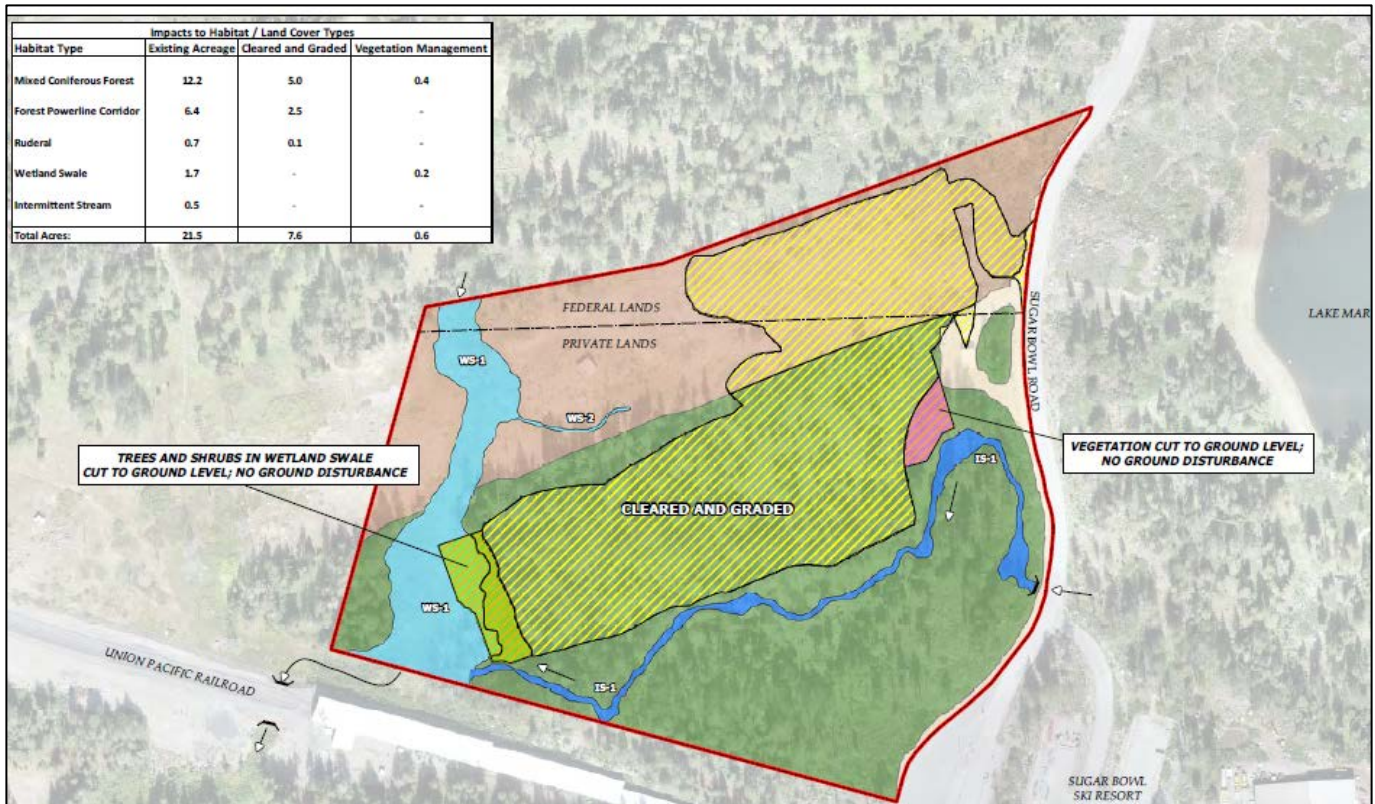 Impacts to Habitat / Land Cover Types
Habitat Type Existing Acreage Cleared and Graded Vegetation Management
Mixed Coniferous Forest 12.2 5.0 0.4
Forest Powerline Corridor 6.4 2.5 -
Ruderal 0.7 0.1 -
Wetland Swale 1.7 - 0.2
Intermittent Stream 0.5 - -
Total Acres: 21.5 7.6 0.6
FEDERAL LANDS
PRIVATE LANDS
SUGAR BOWL ROAD
LAKE MAR
WS-1
WS-2
TREES AND SHRUBS IN WETLAND SWALE
CUT TO GROUND LEVEL; NO GROUND DISTURBANCE
VEGETATION CUT TO GROUND LEVEL;
NO GROUND DISTURBANCE
IS-1
CLEARED AND GRADED
WS-1
UNION PACIFIC RAILROAD
IS-1
SUGAR BOWL
SKI RESORT